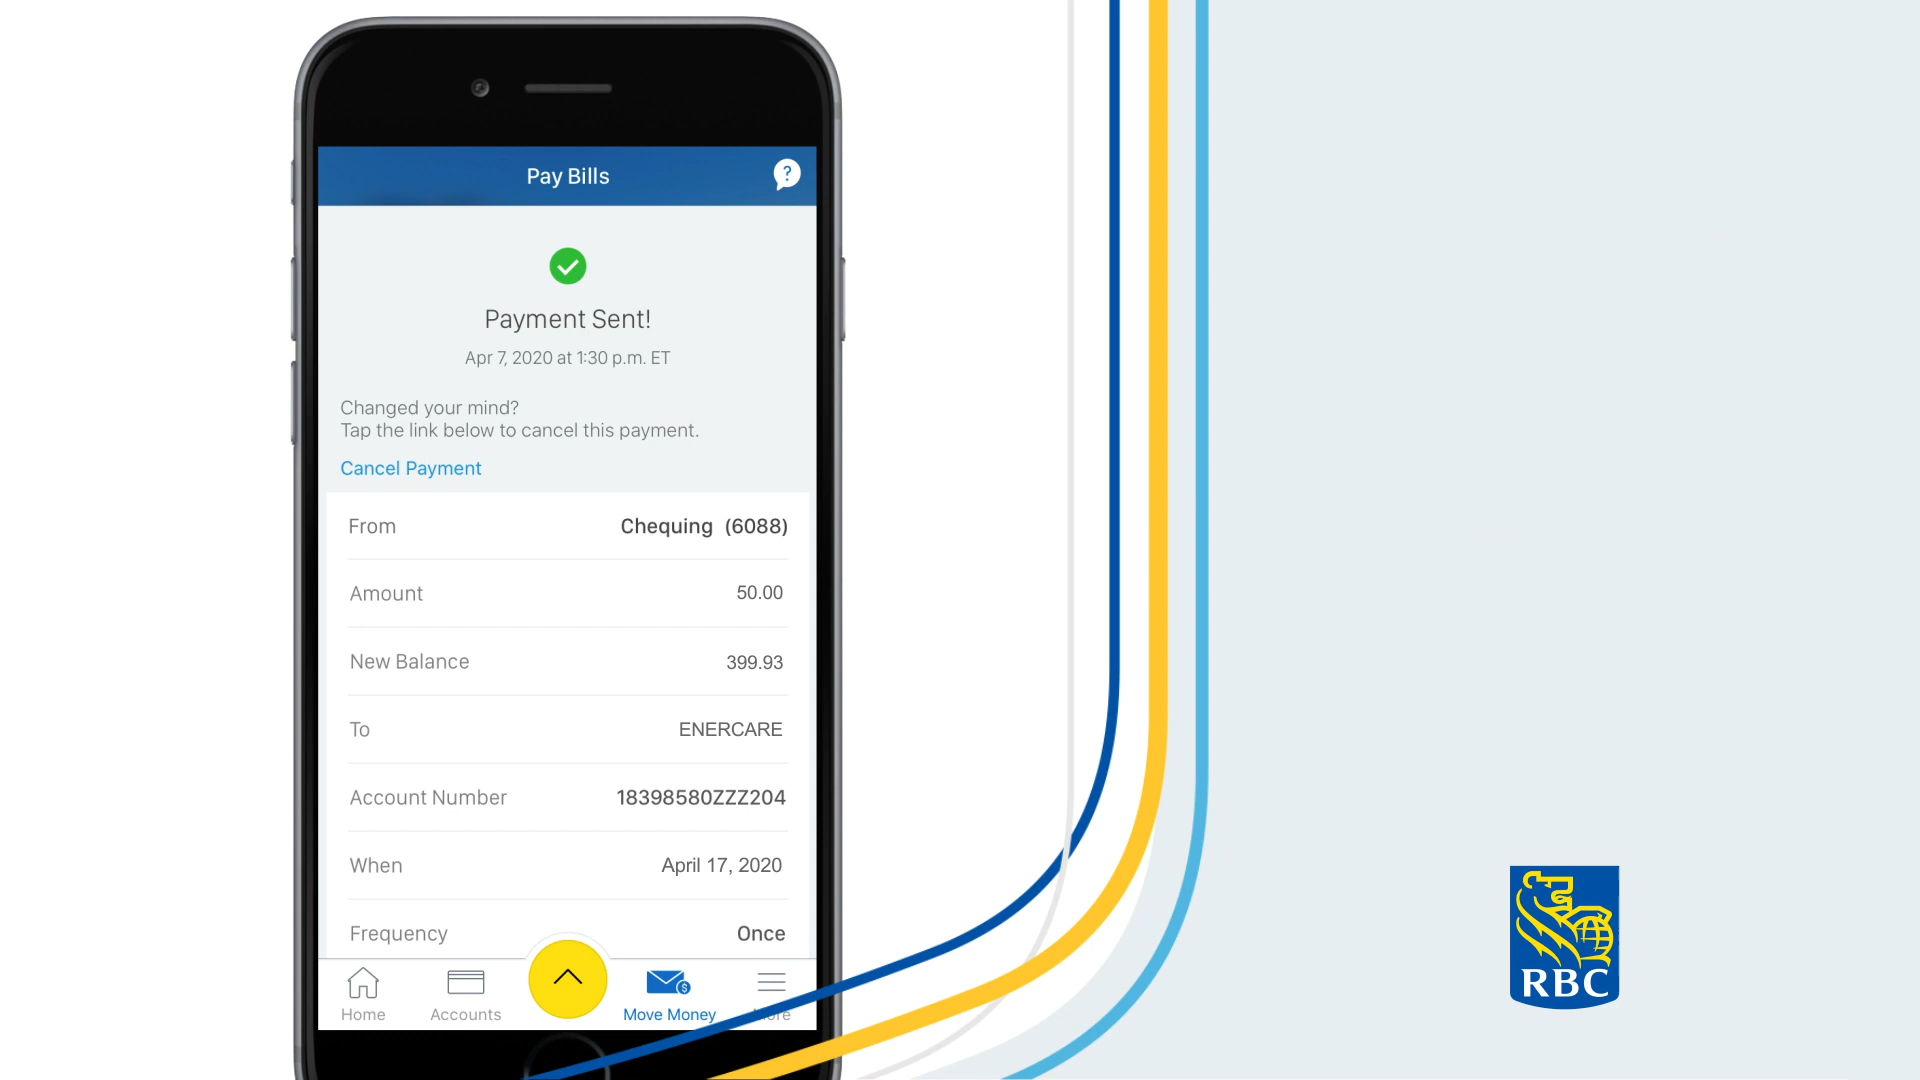 Pay Bills
?
Payment Sent!
Apr 7, 2020 at 1:30 p.m. ET
Changed your mind?
Tap the link below to cancel this payment.
Cancel Payment
From Chequing (6088)
Amount 50.00
New Balance 399.93
To ENERCARE
Account Number 18398580ZZZ204
When April 17, 2020
Frequency Once
$
Home Accounts Move Money More
RBC